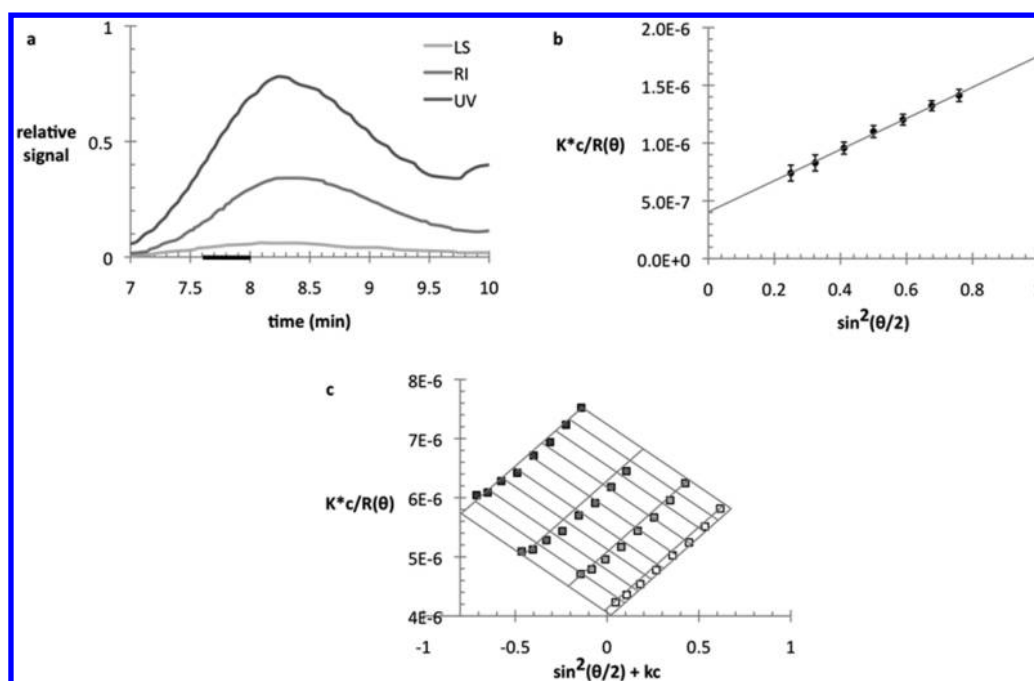 a
1
0.5
0
relative
signal
LS
RI
UV
7 7.5 8 8.5 9 9.5 10
time (min)
b
2.0E-6
1.5E-6
1.0E-6
5.0E-7
0.0E+0
K*c/R(θ)
0 0.2 0.4 0.6 0.8 1
sin²(θ/2)
c
8E-6
7E-6
6E-6
5E-6
4E-6
K*c/R(θ)
-1 -0.5 0 0.5 1
sin²(θ/2) + kc